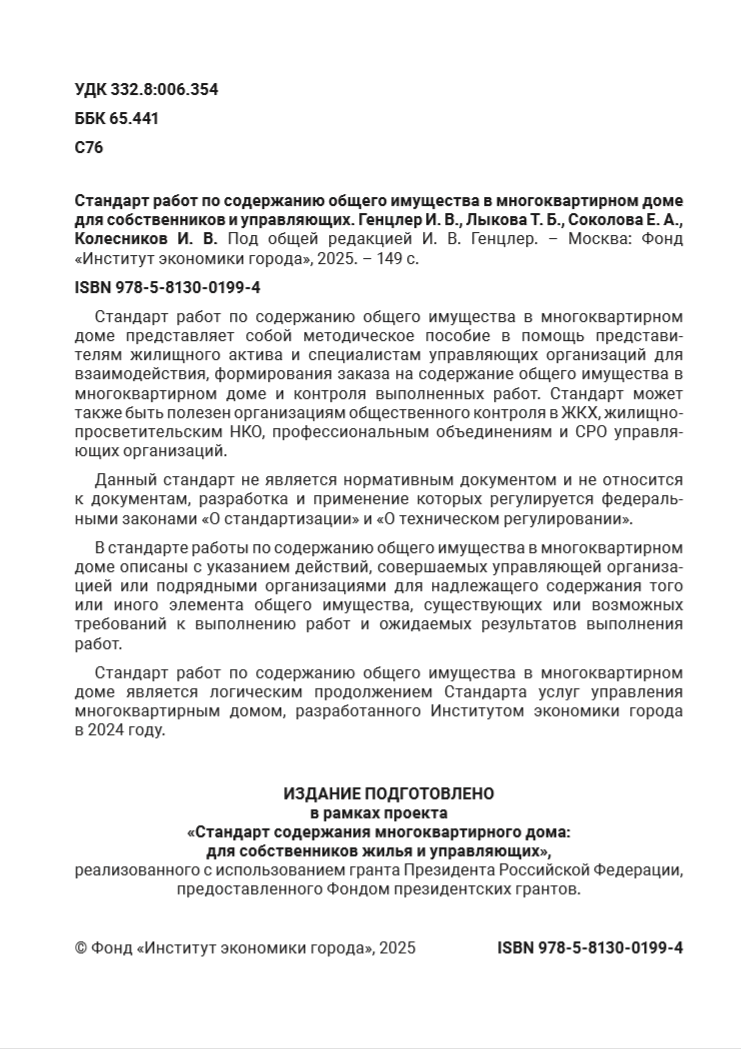 УДК 332.8:006.354
ББК 65.441
С76
Стандарт работ по содержанию общего имущества в многоквартирном доме
для собственников и управляющих. Генцлер И. В., Лыкова Т. Б., Соколова Е. А.,
Колесников И. В. Под общей редакцией И. В. Генцлер. – Москва: Фонд
«Институт экономики города», 2025. – 149 с.
ISBN 978-5-8130-0199-4
Стандарт работ по содержанию общего имущества в многоквартирном
доме представляет собой методическое пособие в помощь представи-
телям жилищного актива и специалистам управляющих организаций для
взаимодействия, формирования заказа на содержание общего имущества в
многоквартирном доме и контроля выполненных работ. Стандарт может
также быть полезен организациям общественного контроля в ЖКХ, жилищно-
просветительским НКО, профессиональным объединениям и СРО управля-
ющих организаций.
Данный стандарт не является нормативным документом и не относится
к документам, разработка и применение которых регулируется федераль-
ными законами «О стандартизации» и «О техническом регулировании».
В стандарте работы по содержанию общего имущества в многоквартирном
доме описаны с указанием действий, совершаемых управляющей организа-
цией или подрядными организациями для надлежащего содержания того
или иного элемента общего имущества, существующих или возможных
требований к выполнению работ и ожидаемых результатов выполнения
работ.
Стандарт работ по содержанию общего имущества в многоквартирном
доме является логическим продолжением Стандарта услуг управления
многоквартирным домом, разработанного Институтом экономики города
в 2024 году.
ИЗДАНИЕ ПОДГОТОВЛЕНО
в рамках проекта
«Стандарт содержания многоквартирного дома:
для собственников жилья и управляющих»,
реализованного с использованием гранта Президента Российской Федерации,
предоставленного Фондом президентских грантов.
© Фонд «Институт экономики города», 2025 ISBN 978-5-8130-0199-4